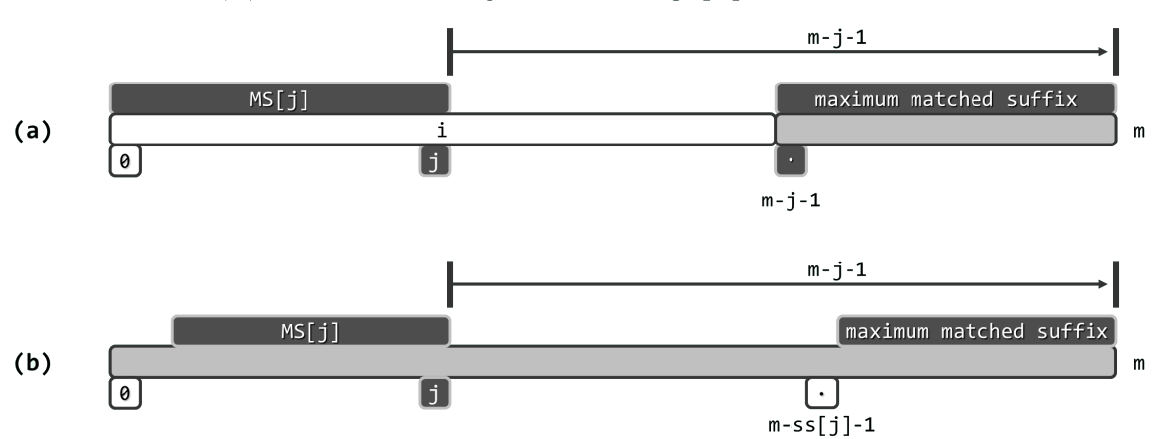 m-j-1
MS[j] maximum matched suffix
(a) i m
0 j .
m-j-1
m-j-1
MS[j] maximum matched suffix
(b) m
0 j .
m-ss[j]-1